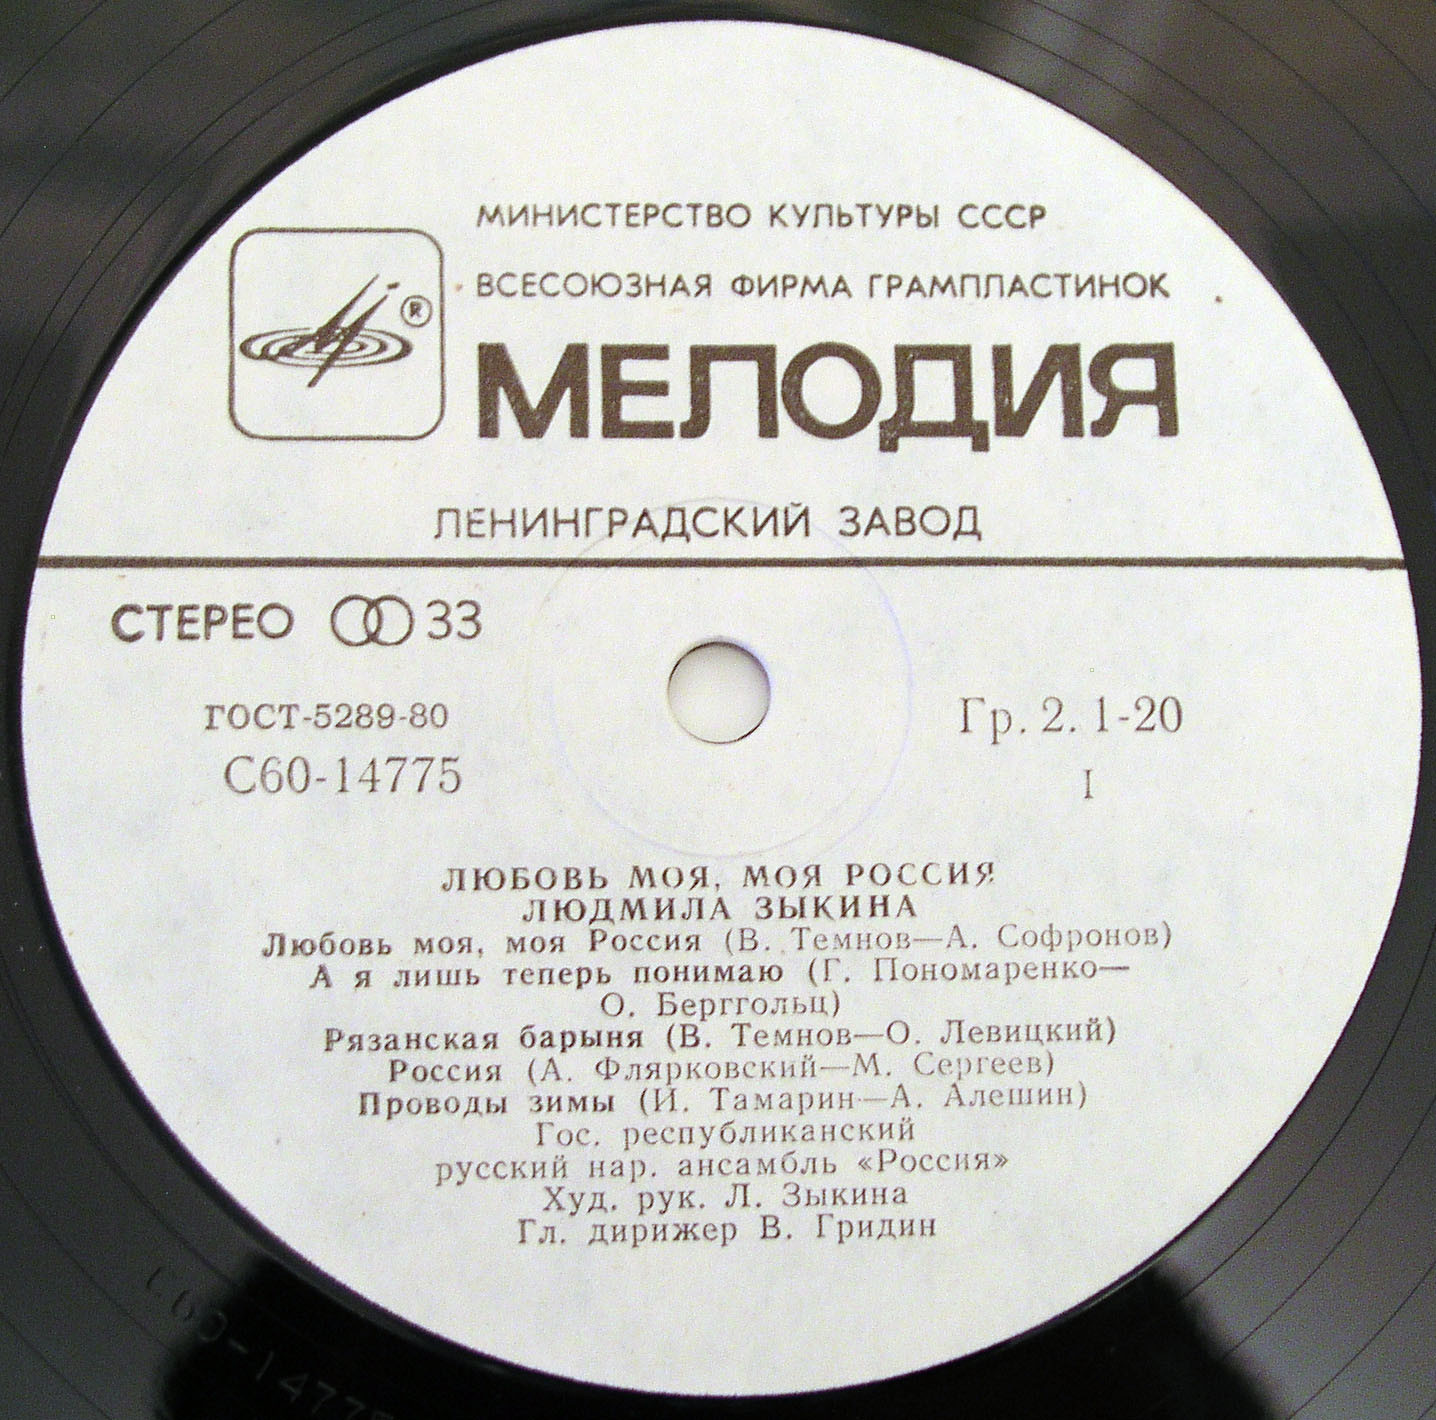 МИНИСТЕРСТВО КУЛЬТУРЫ СССР
ВСЕСОЮЗНАЯ ФИРМА ГРАМПЛАСТИНОК
®
МЕЛОДИЯ
ЛЕНИНГРАДСКИЙ ЗАВОД
СТЕРЕО 33
ГОСТ-5289-80
Гр. 2. 1-20
С60-14775
I
ЛЮБОВЬ МОЯ, МОЯ РОССИЯ
ЛЮДМИЛА ЗЫКИНА
Любовь моя, моя Россия (В. Темнов—А. Софронов)
А я лишь теперь понимаю (Г. Пономаренко—
О. Берггольц)
Рязанская барыня (В. Темнов—О. Левицкий)
Россия (А. Флярковский—М. Сергеев)
Проводы зимы (И. Тамарин—А. Алешин)
Гос. республиканский
русский нар. ансамбль «Россия»
Худ. рук. Л. Зыкина
Гл. дирижер В. Гридин
С60-14775